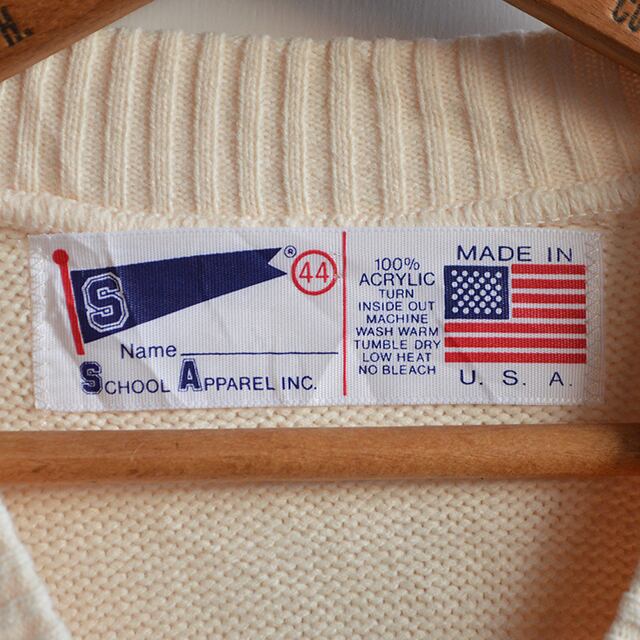 H.
CO
S
®
44
Name
SCHOOL APPAREL INC.
100%
ACRYLIC
TURN
INSIDE OUT
MACHINE
WASH WARM
TUMBLE DRY
LOW HEAT
NO BLEACH
MADE IN
U. S. A.